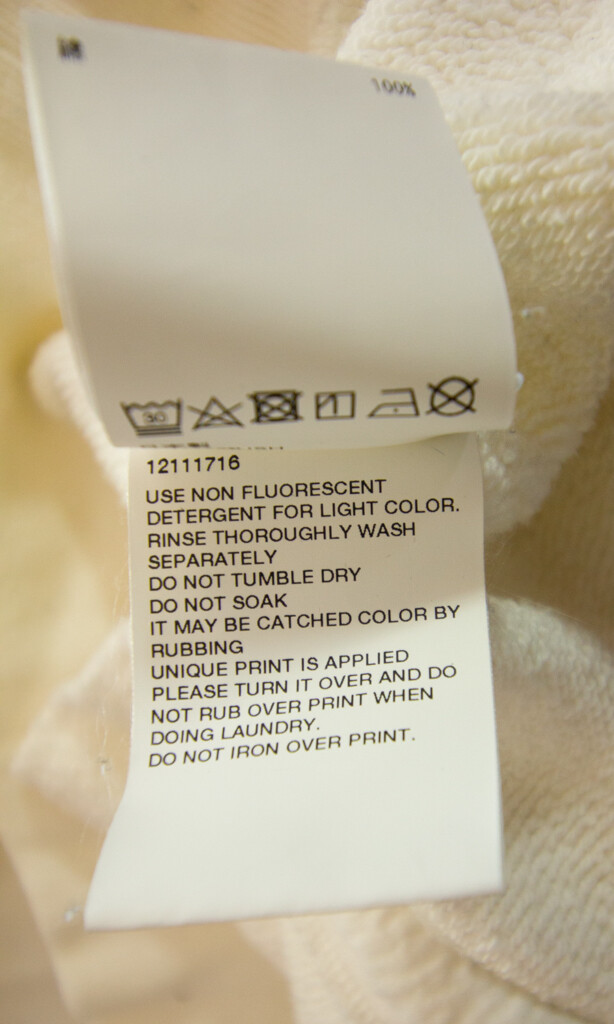 100%
30
12111716
USE NON FLUORESCENT
DETERGENT FOR LIGHT COLOR.
RINSE THOROUGHLY WASH
SEPARATELY
DO NOT TUMBLE DRY
DO NOT SOAK
IT MAY BE CATCHED COLOR BY
RUBBING
UNIQUE PRINT IS APPLIED
PLEASE TURN IT OVER AND DO
NOT RUB OVER PRINT WHEN
DOING LAUNDRY.
DO NOT IRON OVER PRINT.